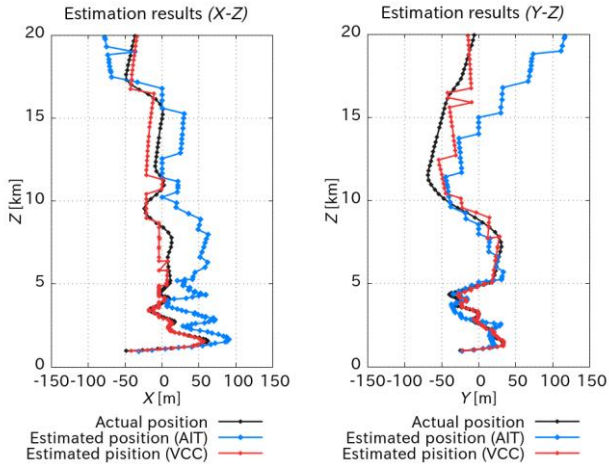 Estimation results (X-Z)
Estimation results (Y-Z)
20
15
10
5
0
Z [km]
-150 -100 -50 0 50 100 150
X [m]
20
15
10
5
0
Z [km]
-150 -100 -50 0 50 100 150
Y [m]
Actual position
Estimated position (AIT)
Estimated pisition (VCC)
Actual position
Estimated position (AIT)
Estimated pisition (VCC)